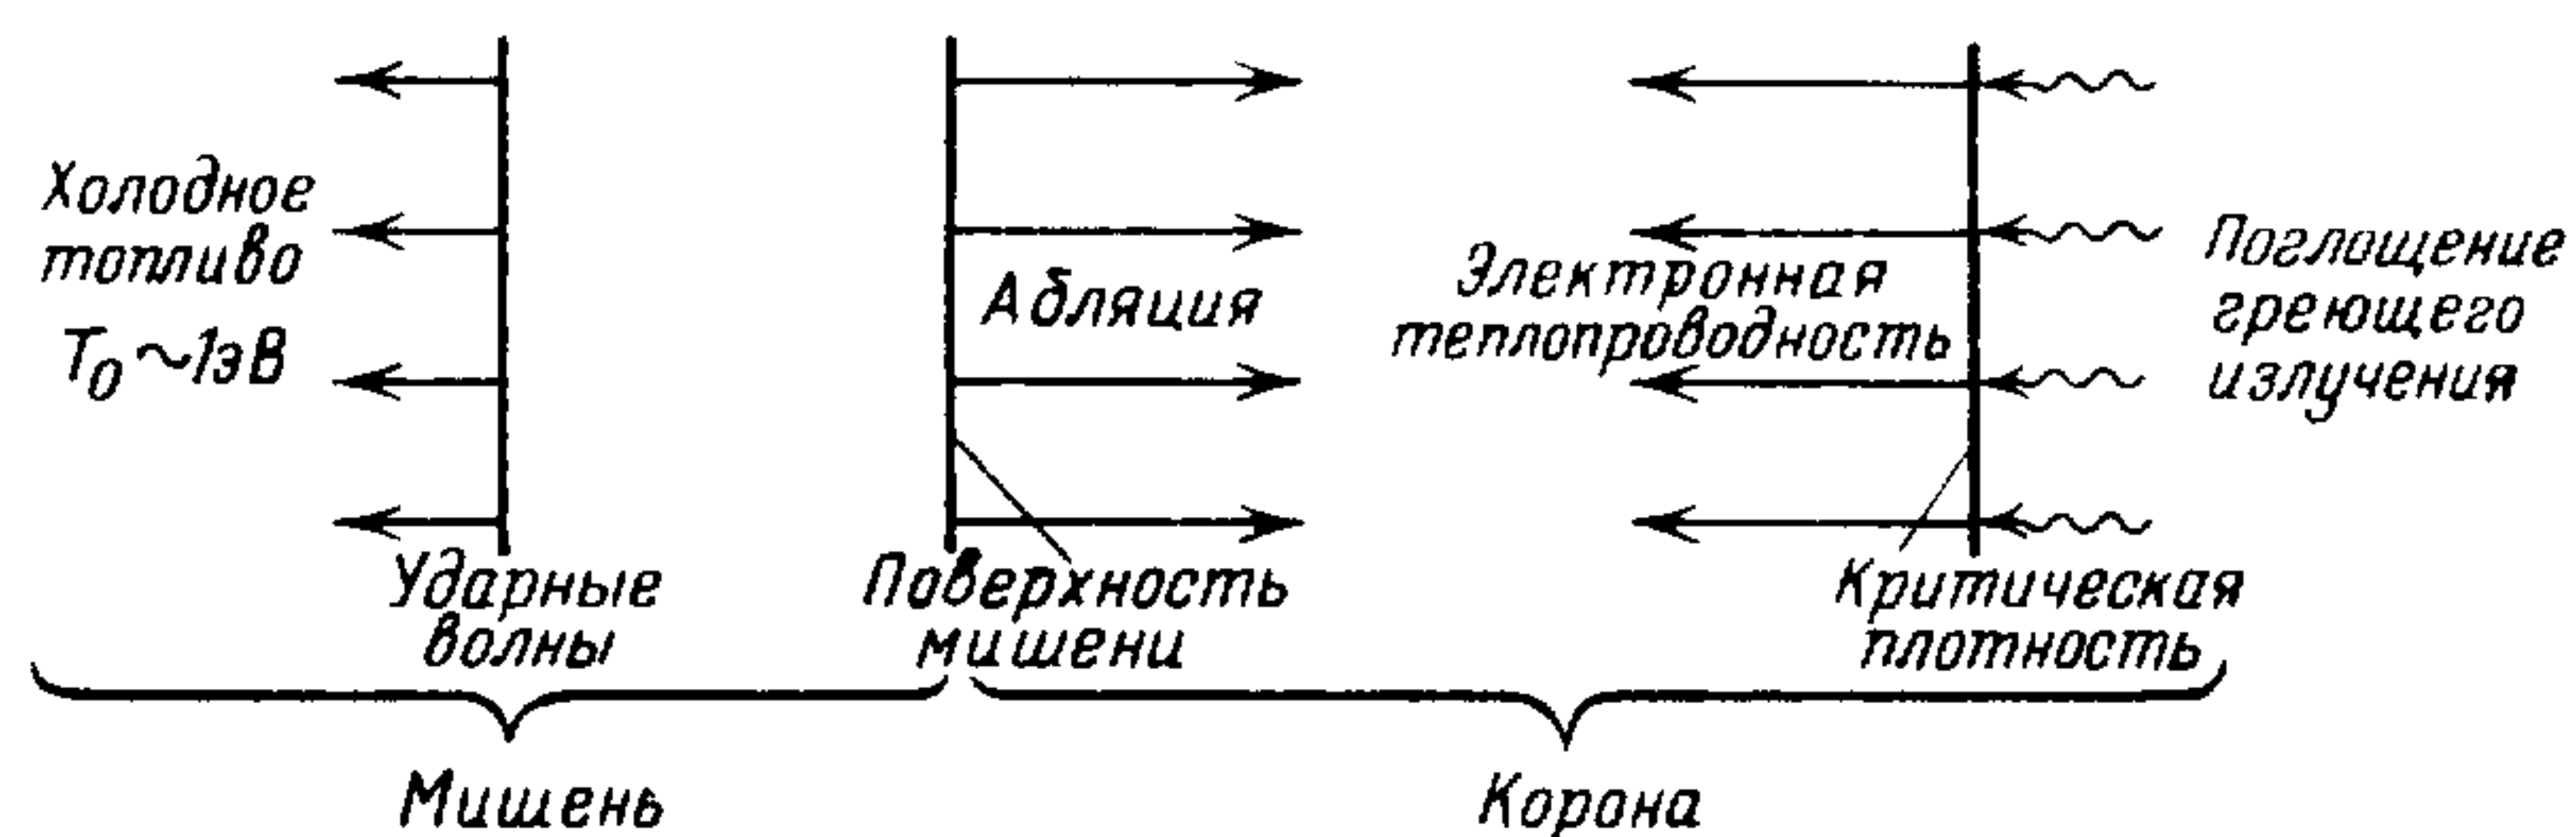 Холодное
топливо
T₀ ~ 1эВ
Ударные
волны
Абляция
Поверхность
мишени
Электронная
теплопроводность
Критическая
плотность
Поглощение
греющего
излучения
Мишень
Корона